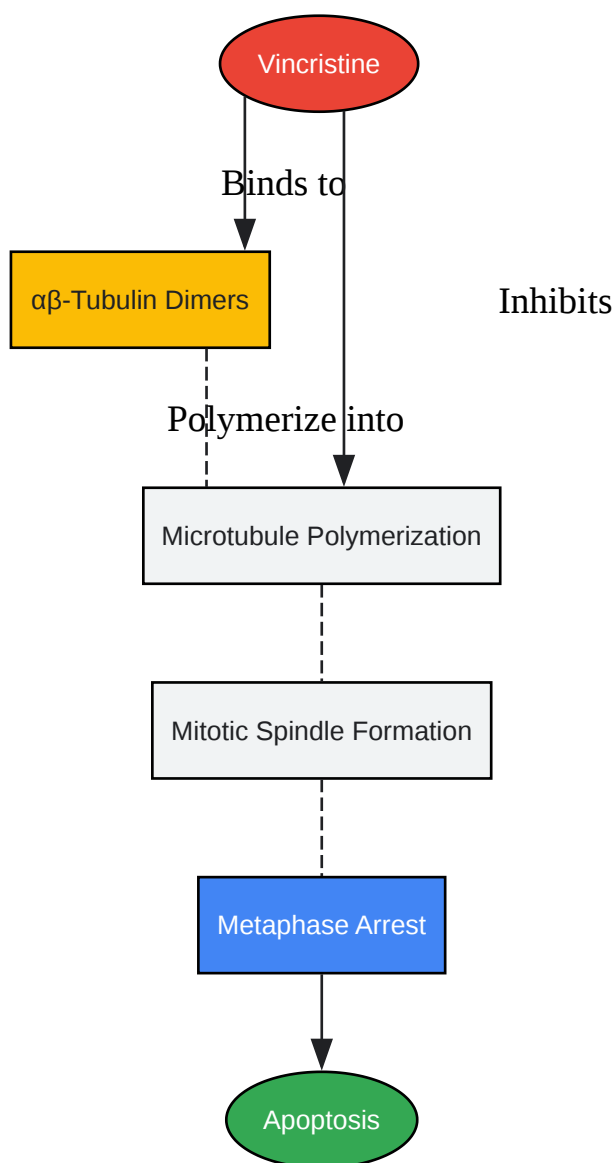 Vincristine
Binds to
αβ-Tubulin Dimers
Inhibits
Polymerize into
Microtubule Polymerization
Mitotic Spindle Formation
Metaphase Arrest
Apoptosis